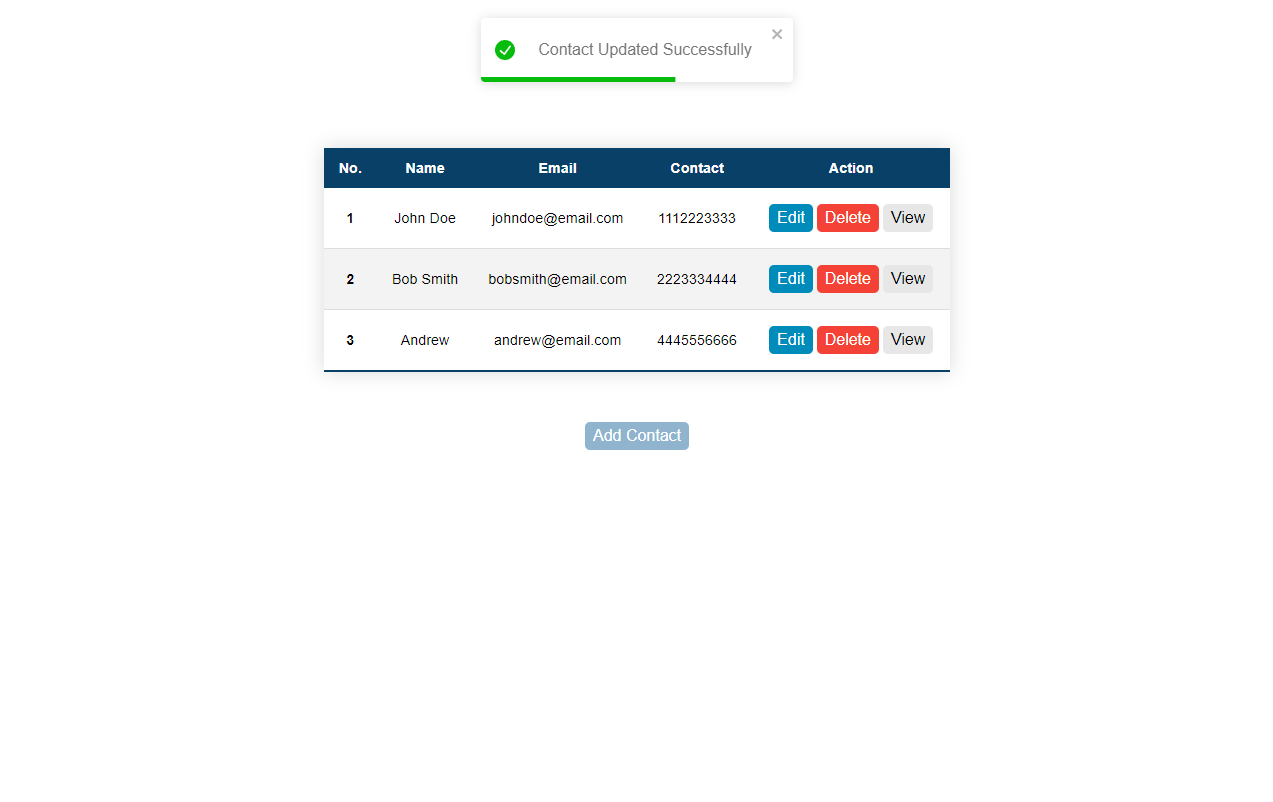 Contact Updated Successfully
No. Name Email Contact Action
1 John Doe johndoe@email.com 1112223333 Edit Delete View
2 Bob Smith bobsmith@email.com 2223334444 Edit Delete View
3 Andrew andrew@email.com 4445556666 Edit Delete View
Add Contact